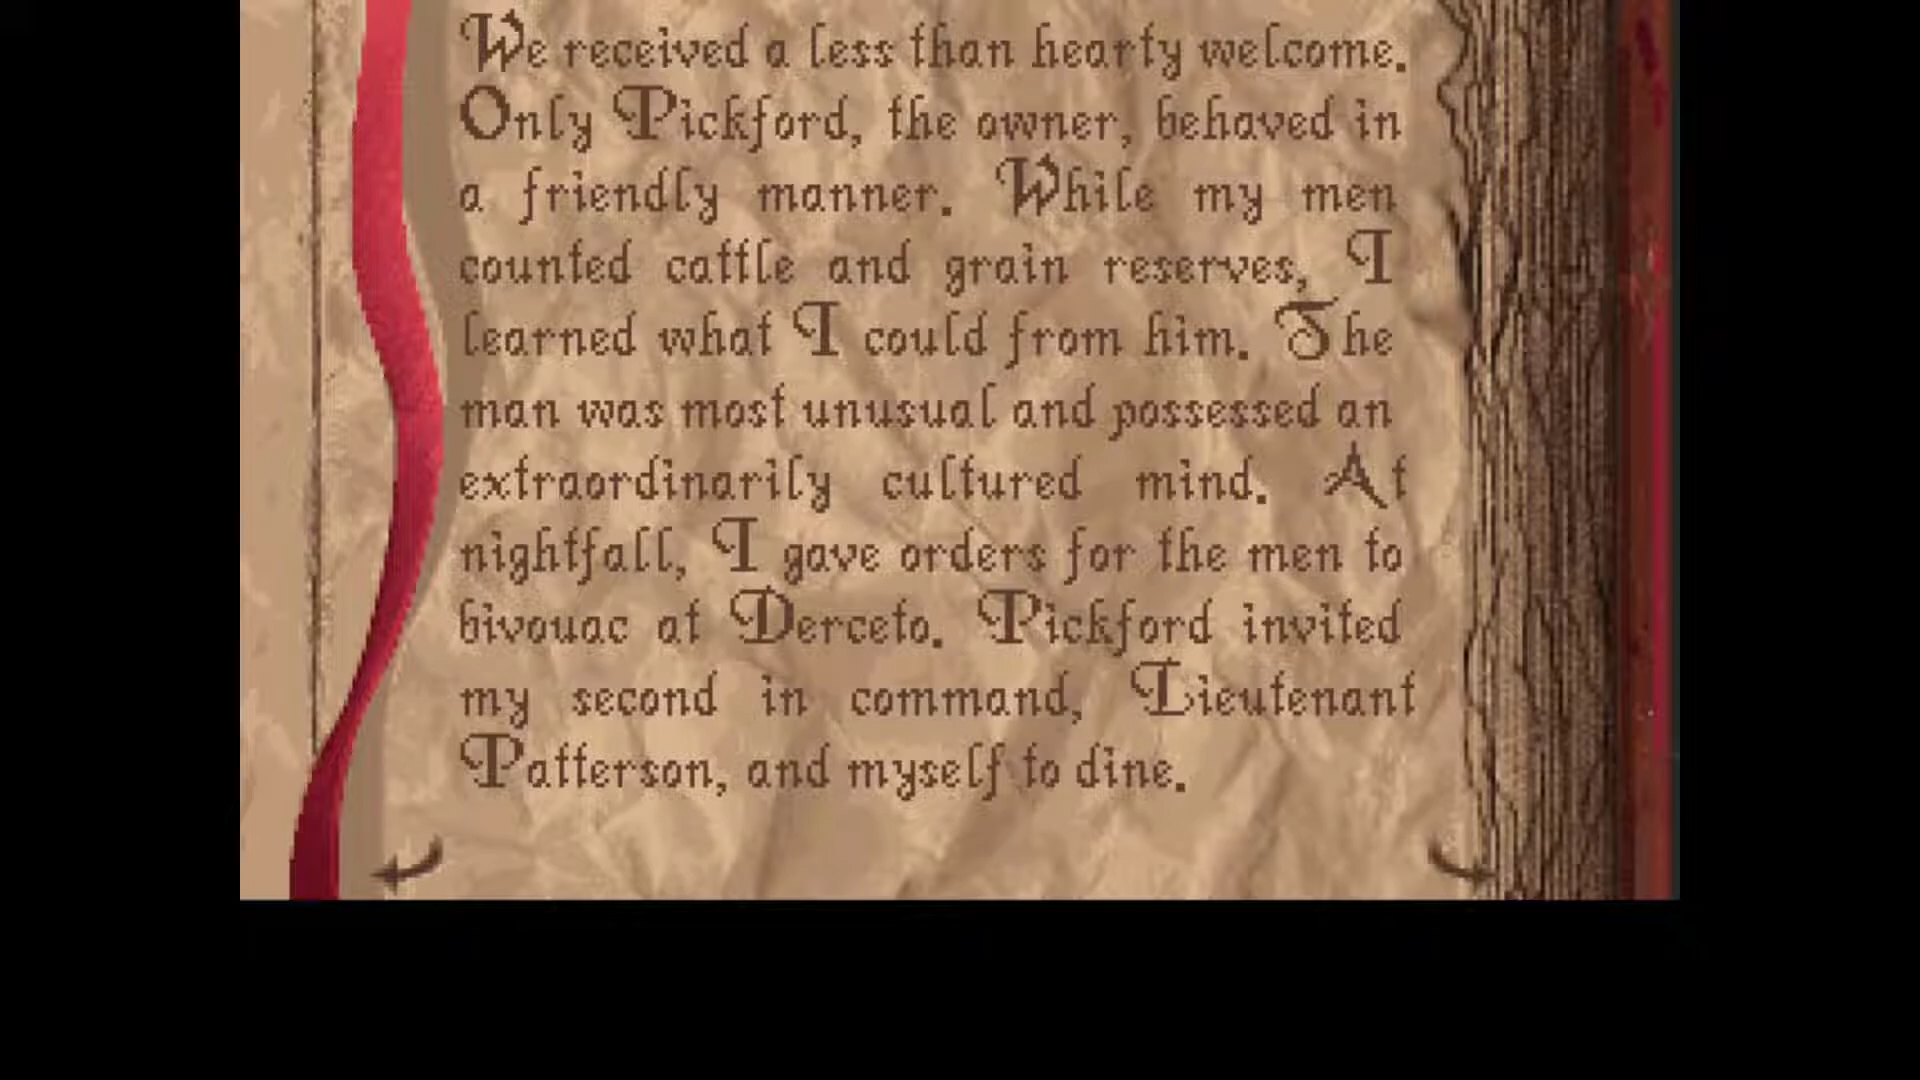 We received a less than hearty welcome.
Only Pickford, the owner, behaved in
a friendly manner. While my men
counted cattle and grain reserves, I
learned what I could from him. The
man was most unusual and possessed an
extraordinarily cultured mind. At
nightfall, I gave orders for the men to
bivouac at Derceto. Pickford invited
my second in command, Lieutenant
Patterson, and myself to dine.